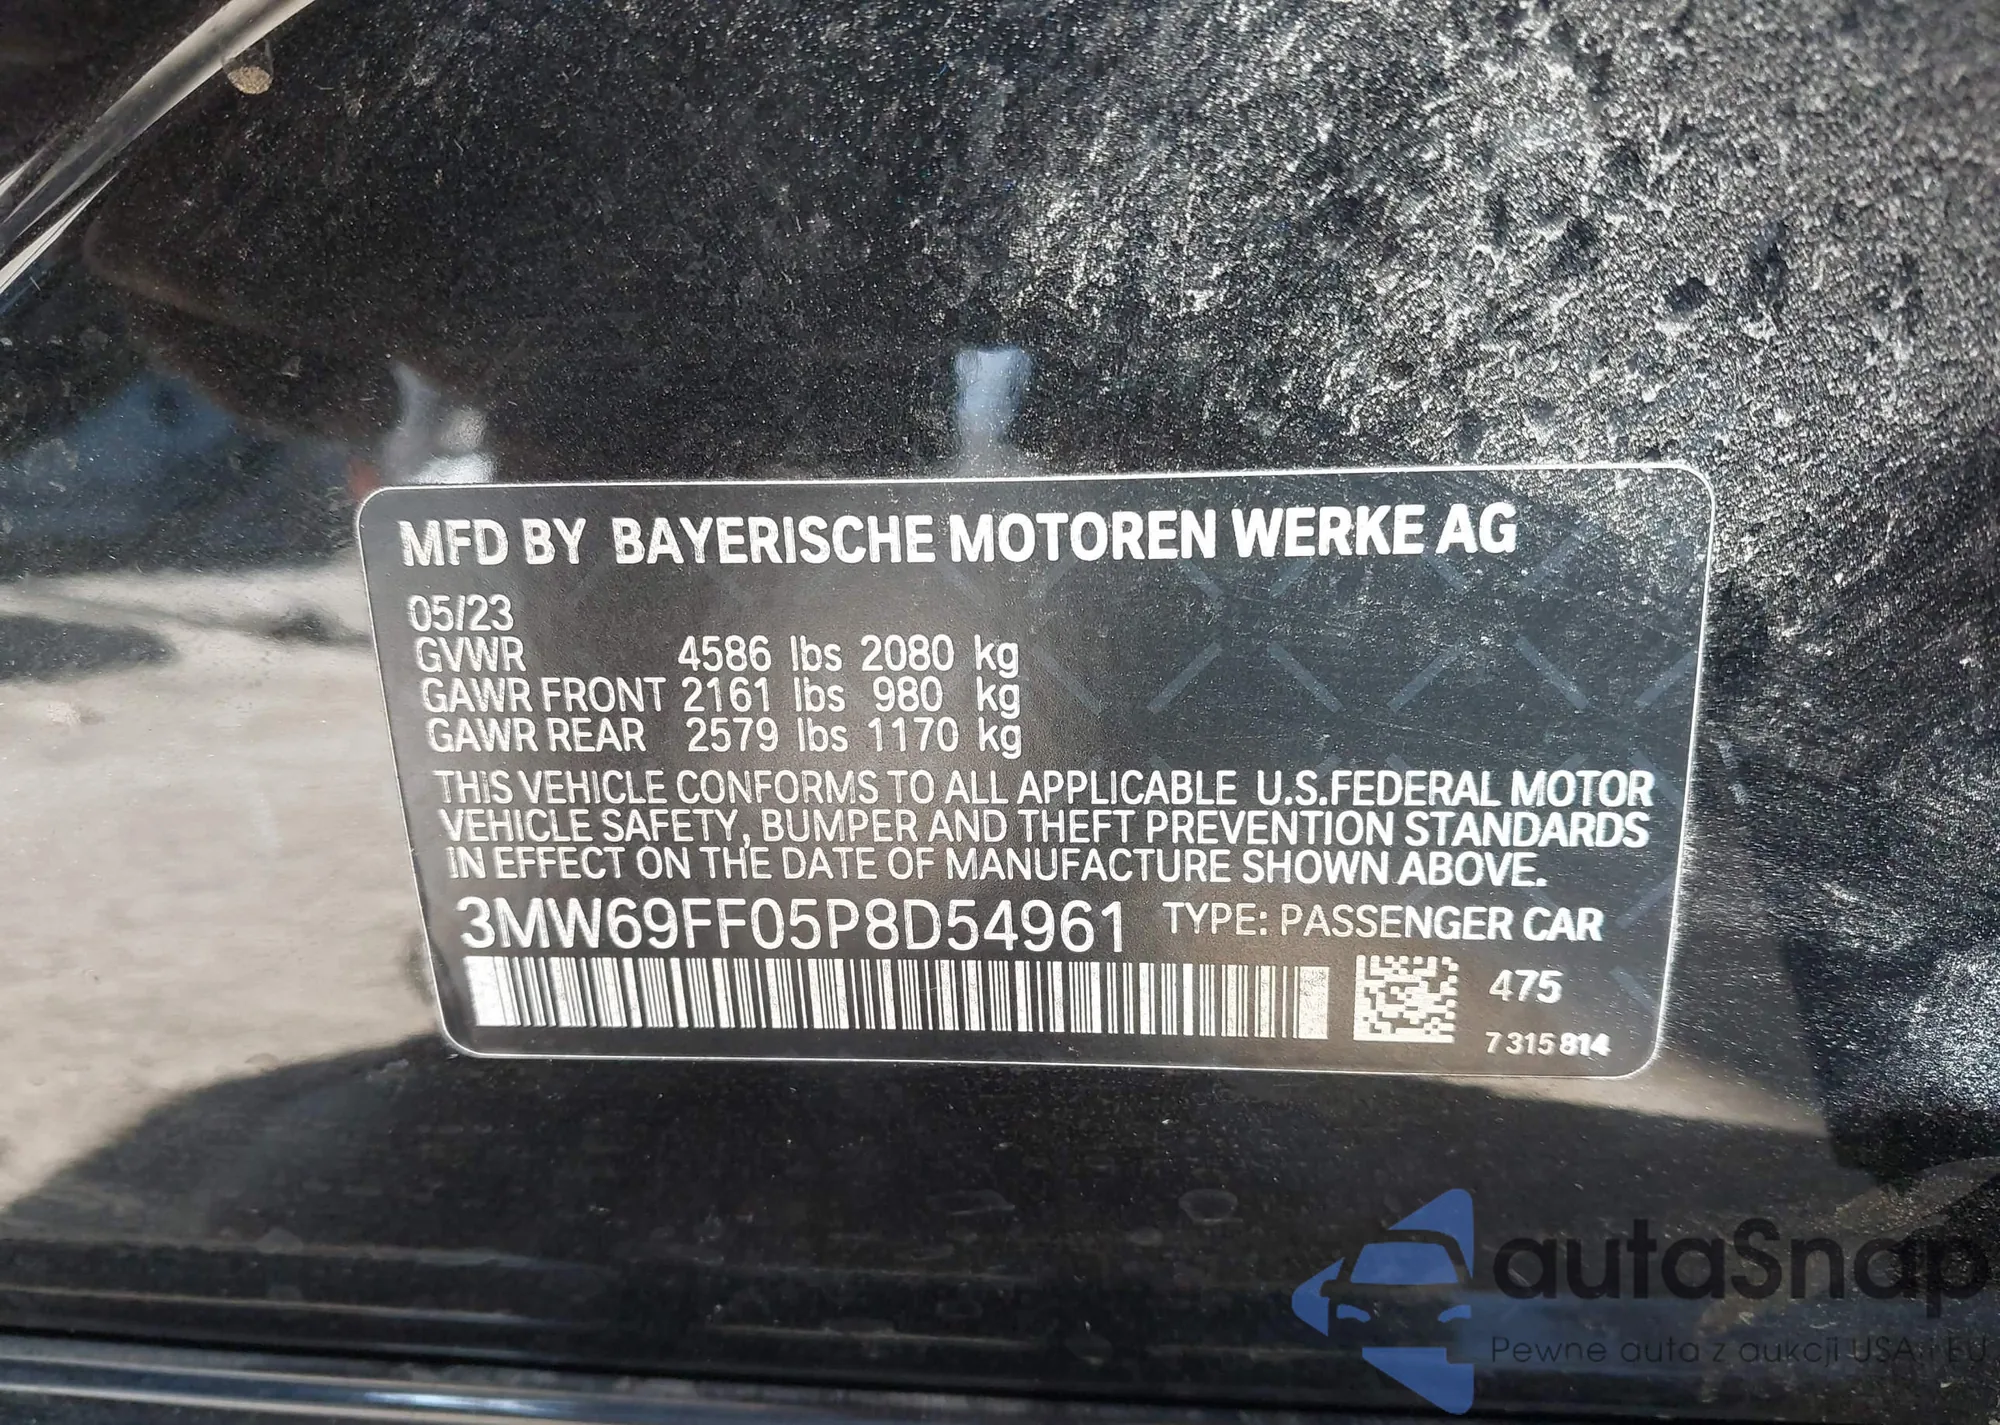 MFD BY BAYERISCHE MOTOREN WERKE AG
05/23
GVWR 4586 lbs 2080 kg
GAWR FRONT 2161 lbs 980 kg
GAWR REAR 2579 lbs 1170 kg
THIS VEHICLE CONFORMS TO ALL APPLICABLE U.S.FEDERAL MOTOR
VEHICLE SAFETY, BUMPER AND THEFT PREVENTION STANDARDS
IN EFFECT ON THE DATE OF MANUFACTURE SHOWN ABOVE.
3MW69FF05P8D54961 TYPE: PASSENGER CAR
475
7 315 814
autaSnap
Pewne auta z aukcji USA i EU